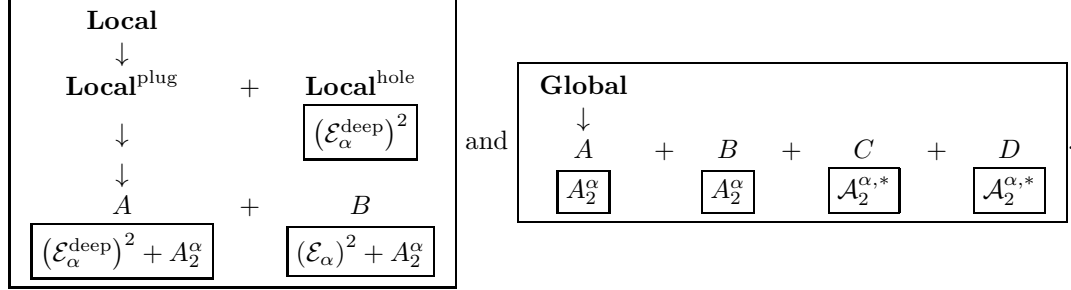 Local
↓
Local^plug + Local^hole
(ℰ_α^deep)^2
↓
↓
A + B
(ℰ_α^deep)^2 + A_2^α (ℰ_α)^2 + A_2^α
and
Global
↓
A + B + C + D
A_2^α A_2^α 𝒜_2^{α,*} 𝒜_2^{α,*}
.